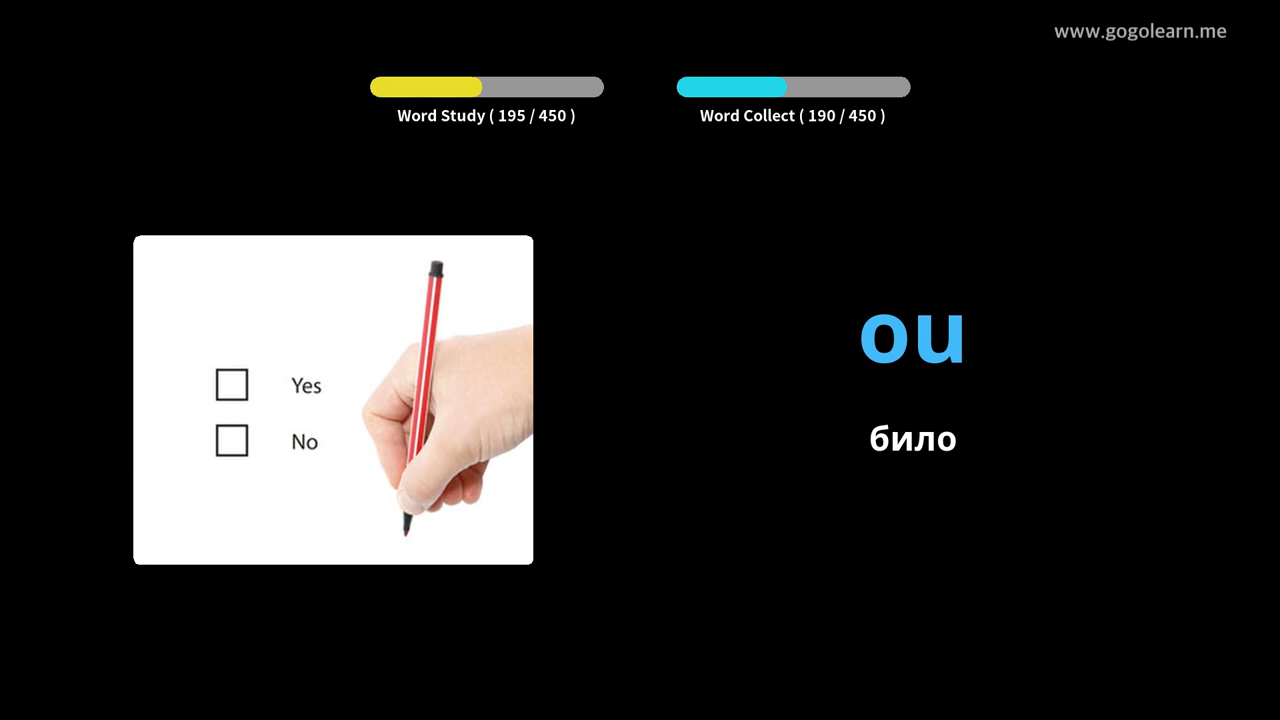 www.gogolearn.me
Word Study ( 195 / 450 )
Word Collect ( 190 / 450 )
Yes
No
ou
било